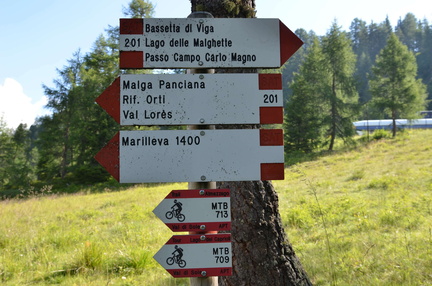 Bassetta di Viga
201 Lago delle Malghette
Passo Campo Carlo Magno
Malga Panciana
Rif. Orti 201
Val Lorès
Marilleva 1400
MTB
713
MTB
709